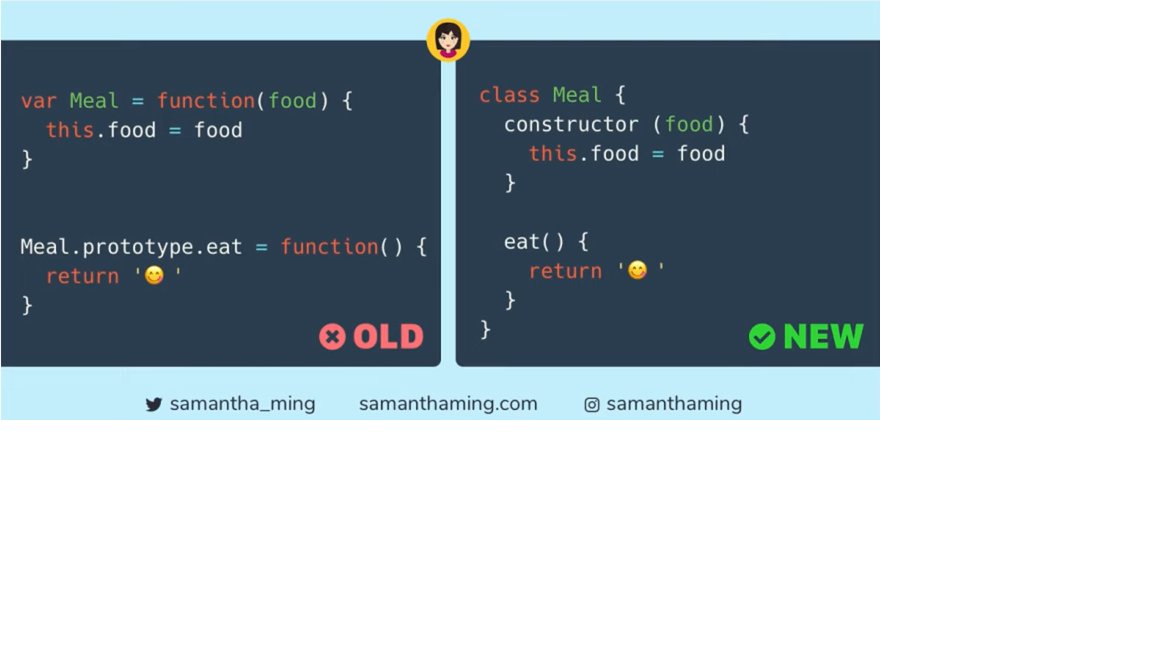 var Meal = function(food) {
  this.food = food
}
Meal.prototype.eat = function() {
  return '😋 '
}
OLD
class Meal {
  constructor (food) {
    this.food = food
  }
  eat() {
    return '😋 '
  }
}
NEW
samantha_ming
samanthaming.com
samanthaming